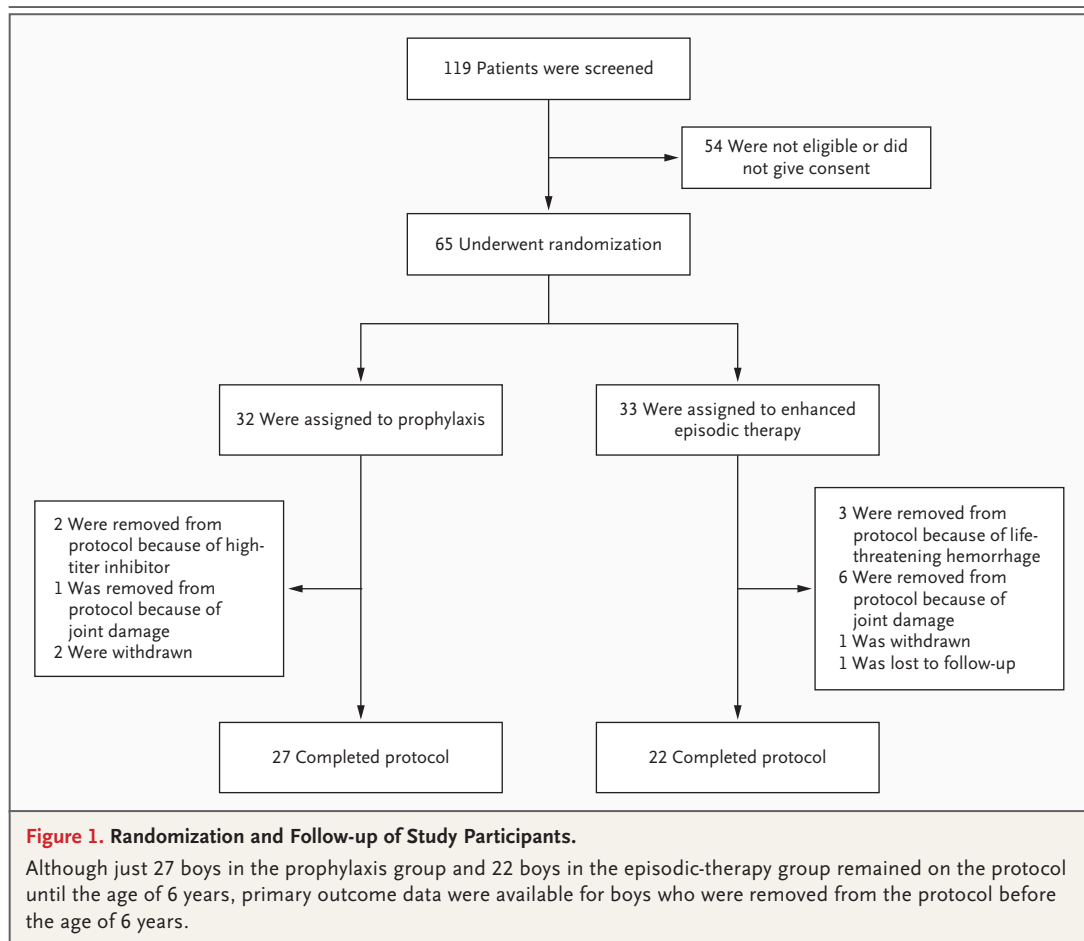 119 Patients were screened
54 Were not eligible or did
not give consent
65 Underwent randomization
32 Were assigned to prophylaxis
33 Were assigned to enhanced
episodic therapy
2 Were removed from
protocol because of high-
titer inhibitor
1 Was removed from
protocol because of
joint damage
2 Were withdrawn
3 Were removed from
protocol because of life-
threatening hemorrhage
6 Were removed from
protocol because of
joint damage
1 Was withdrawn
1 Was lost to follow-up
27 Completed protocol
22 Completed protocol
Figure 1. Randomization and Follow-up of Study Participants.
Although just 27 boys in the prophylaxis group and 22 boys in the episodic-therapy group remained on the protocol
until the age of 6 years, primary outcome data were available for boys who were removed from the protocol before
the age of 6 years.